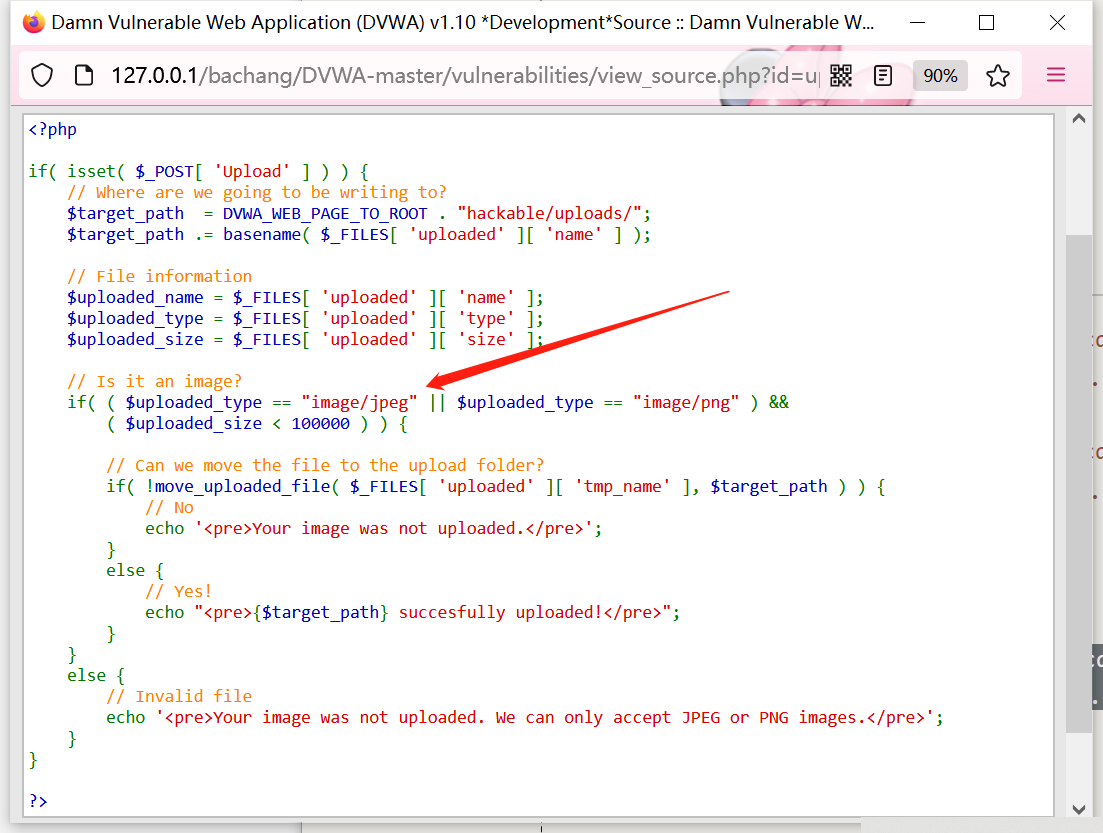 Damn Vulnerable Web Application (DVWA) v1.10 *Development*Source :: Damn Vulnerable W...
127.0.0.1/bachang/DVWA-master/vulnerabilities/view_source.php?id=u
90%
<?php
if( isset( $_POST[ 'Upload' ] ) ) {
    // Where are we going to be writing to?
    $target_path  = DVWA_WEB_PAGE_TO_ROOT . "hackable/uploads/";
    $target_path .= basename( $_FILES[ 'uploaded' ][ 'name' ] );
    // File information
    $uploaded_name = $_FILES[ 'uploaded' ][ 'name' ];
    $uploaded_type = $_FILES[ 'uploaded' ][ 'type' ];
    $uploaded_size = $_FILES[ 'uploaded' ][ 'size' ];
    // Is it an image?
    if( ( $uploaded_type == "image/jpeg" || $uploaded_type == "image/png" ) &&
        ( $uploaded_size < 100000 ) ) {
        // Can we move the file to the upload folder?
        if( !move_uploaded_file( $_FILES[ 'uploaded' ][ 'tmp_name' ], $target_path ) ) {
            // No
            echo '<pre>Your image was not uploaded.</pre>';
        }
        else {
            // Yes!
            echo "<pre>{$target_path} succesfully uploaded!</pre>";
        }
    }
    else {
        // Invalid file
        echo '<pre>Your image was not uploaded. We can only accept JPEG or PNG images.</pre>';
    }
}
?>